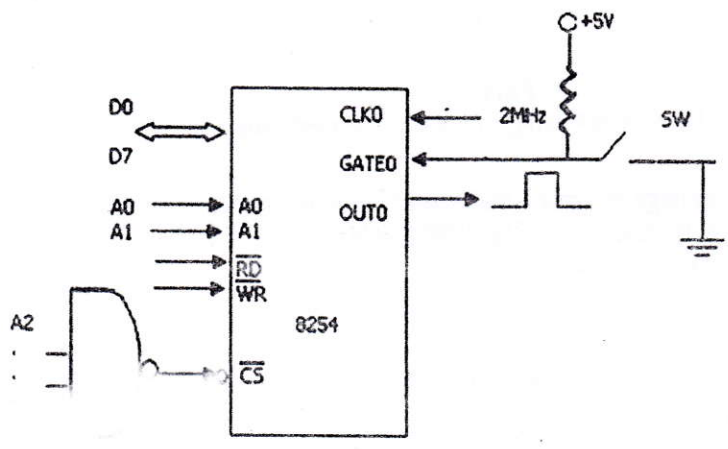 +5V
D0
CLK0
2MHz
SW
D7
GATE0
A0
A0
OUT0
A1
A1
RD
WR
A2
8254
CS